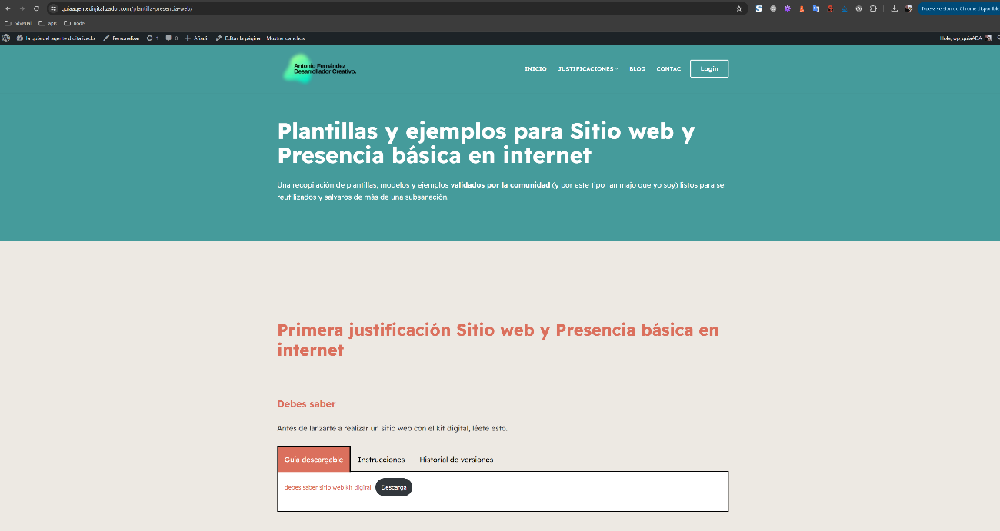 guiaagentedigitalizador.com/plantilla-presencia-web/
Nueva versión de Chrome disponible
bdvisual
apis
node
la guía del agente digitalizador
Personalizar
1
0
Añadir
Editar la página
Mostrar ganchos
Hola, wp_guiaADA
Antonio Fernández
Desarrollador Creativo.
INICIO
JUSTIFICACIONES
BLOG
CONTAC
Login
Plantillas y ejemplos para Sitio web y
Presencia básica en internet
Una recopilación de plantillas, modelos y ejemplos validados por la comunidad (y por este tipo tan majo que yo soy) listos para ser
reutilizados y salvaros de más de una subsanación.
Primera justificación Sitio web y Presencia básica en
internet
Debes saber
Antes de lanzarte a realizar un sitio web con el kit digital, léete esto.
Guía descargable
Instrucciones
Historial de versiones
debes saber sitio web kit digital
Descarga